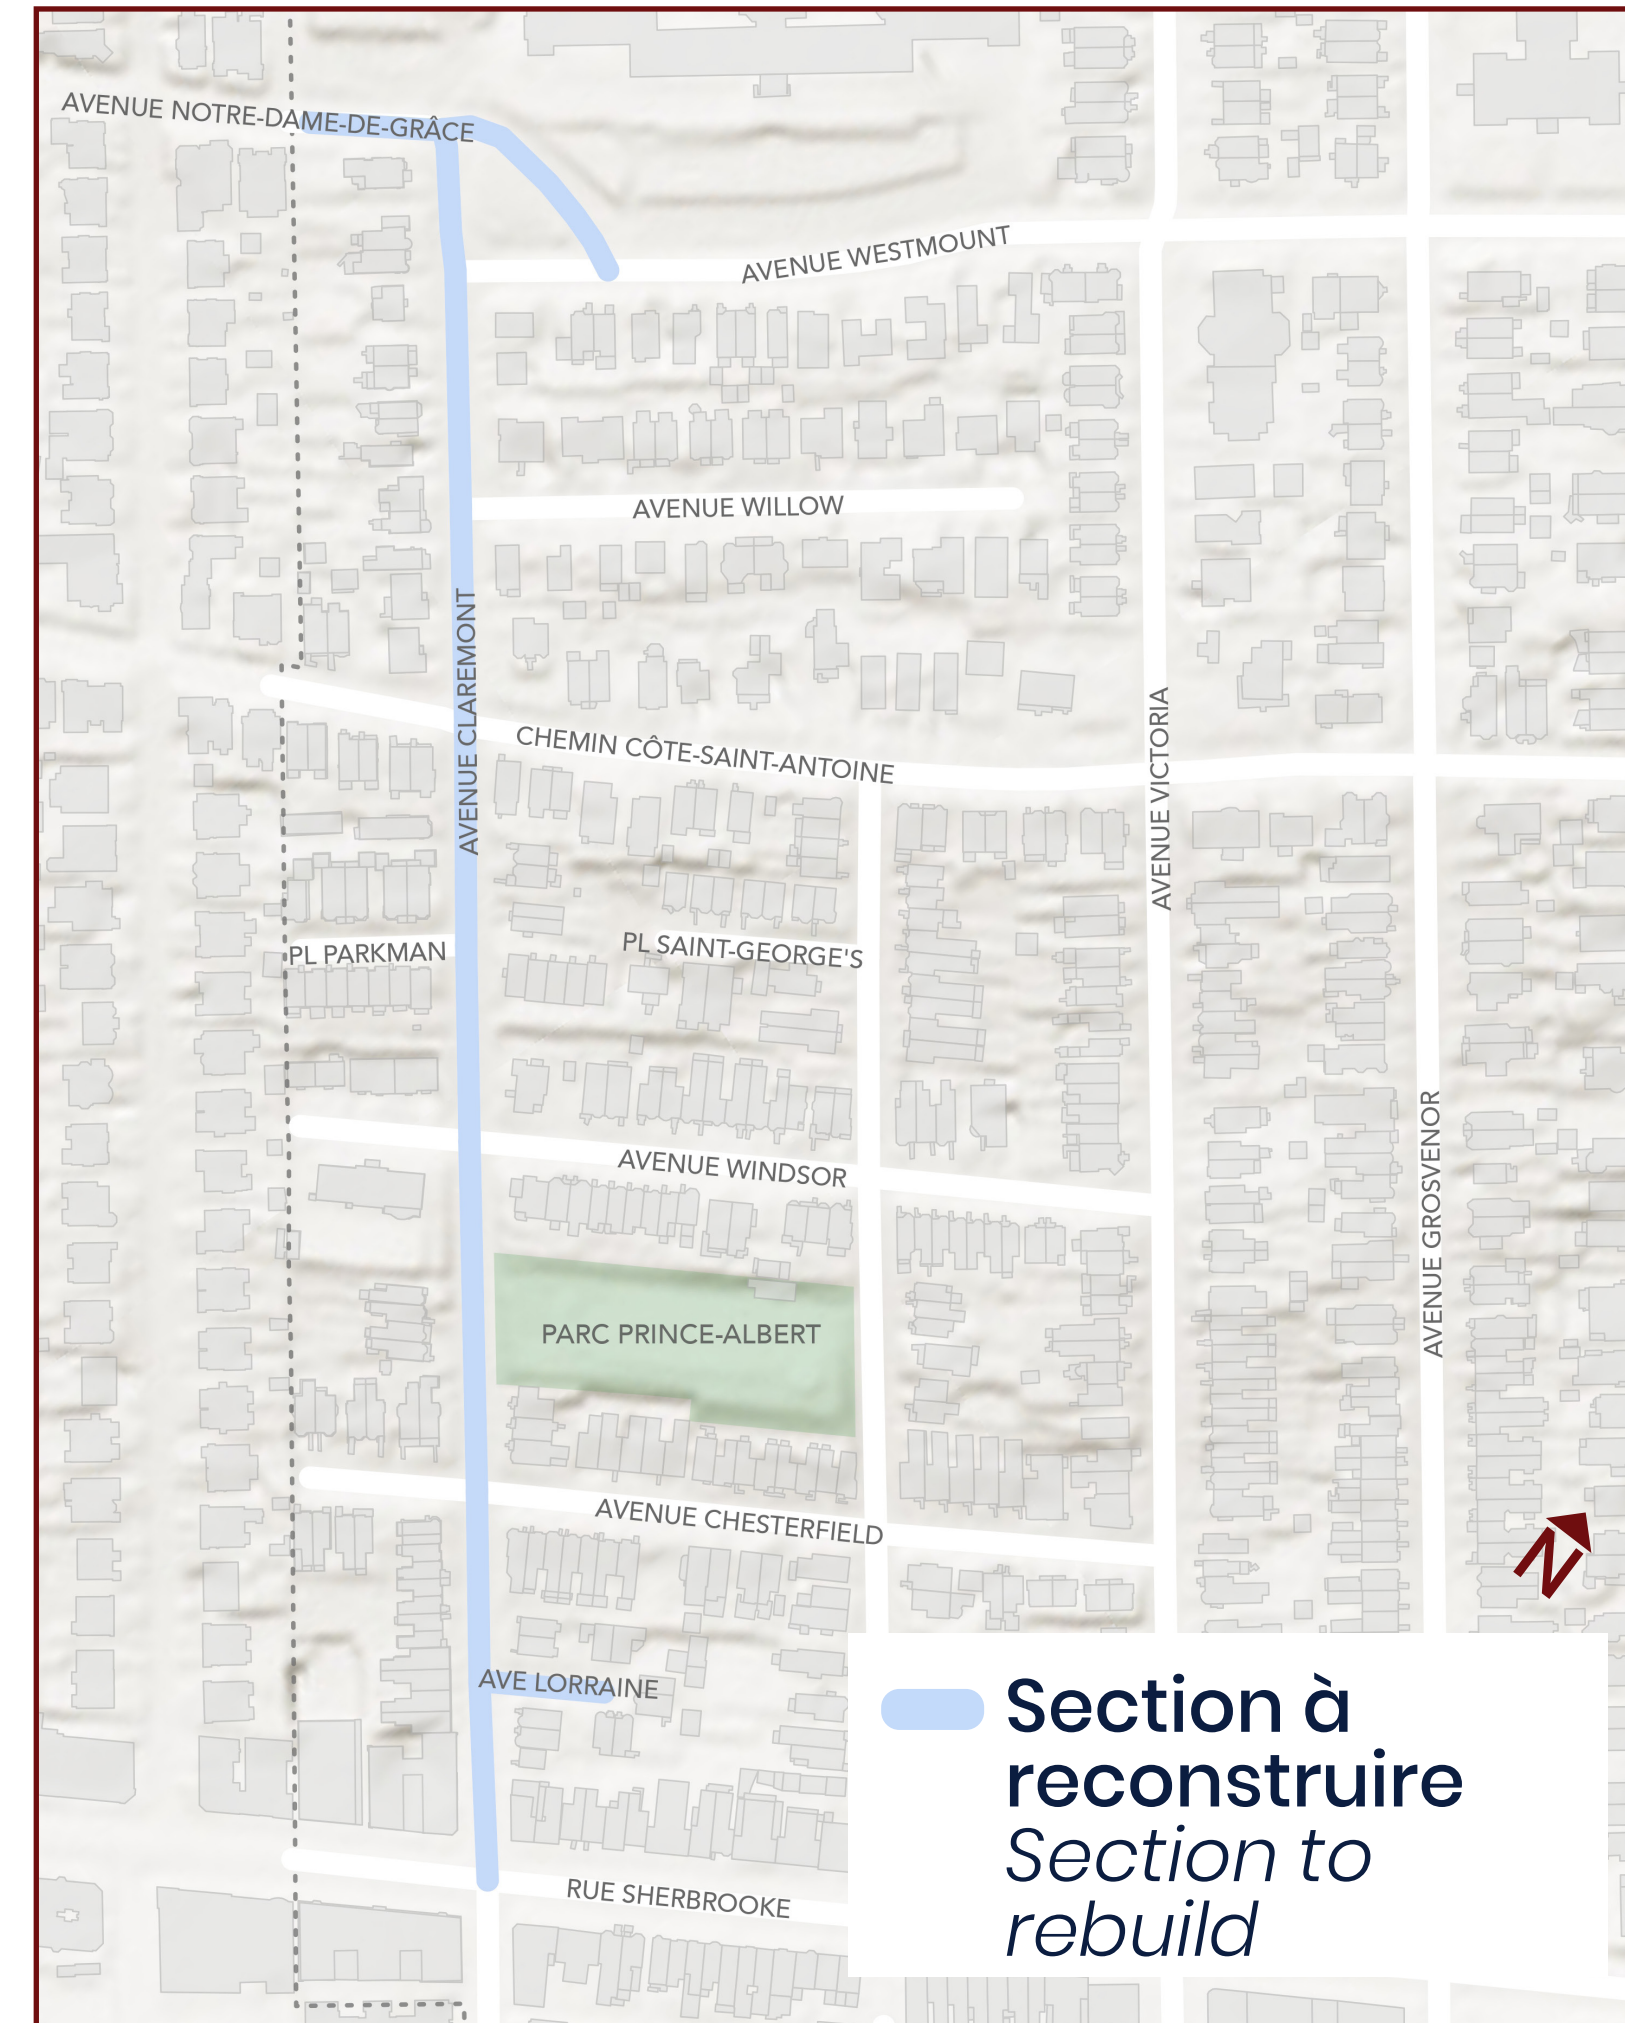 AVENUE NOTRE-DAME-DE-GRÂCE
AVENUE WESTMOUNT
AVENUE WILLOW
AVENUE CLAREMONT
CHEMIN CÔTE-SAINT-ANTOINE
AVENUE VICTORIA
PL PARKMAN
PL SAINT-GEORGE'S
AVENUE WINDSOR
AVENUE GROSVENOR
PARC PRINCE-ALBERT
AVENUE CHESTERFIELD
N
AVE LORRAINE
Section à
reconstruire
Section to
rebuild
RUE SHERBROOKE